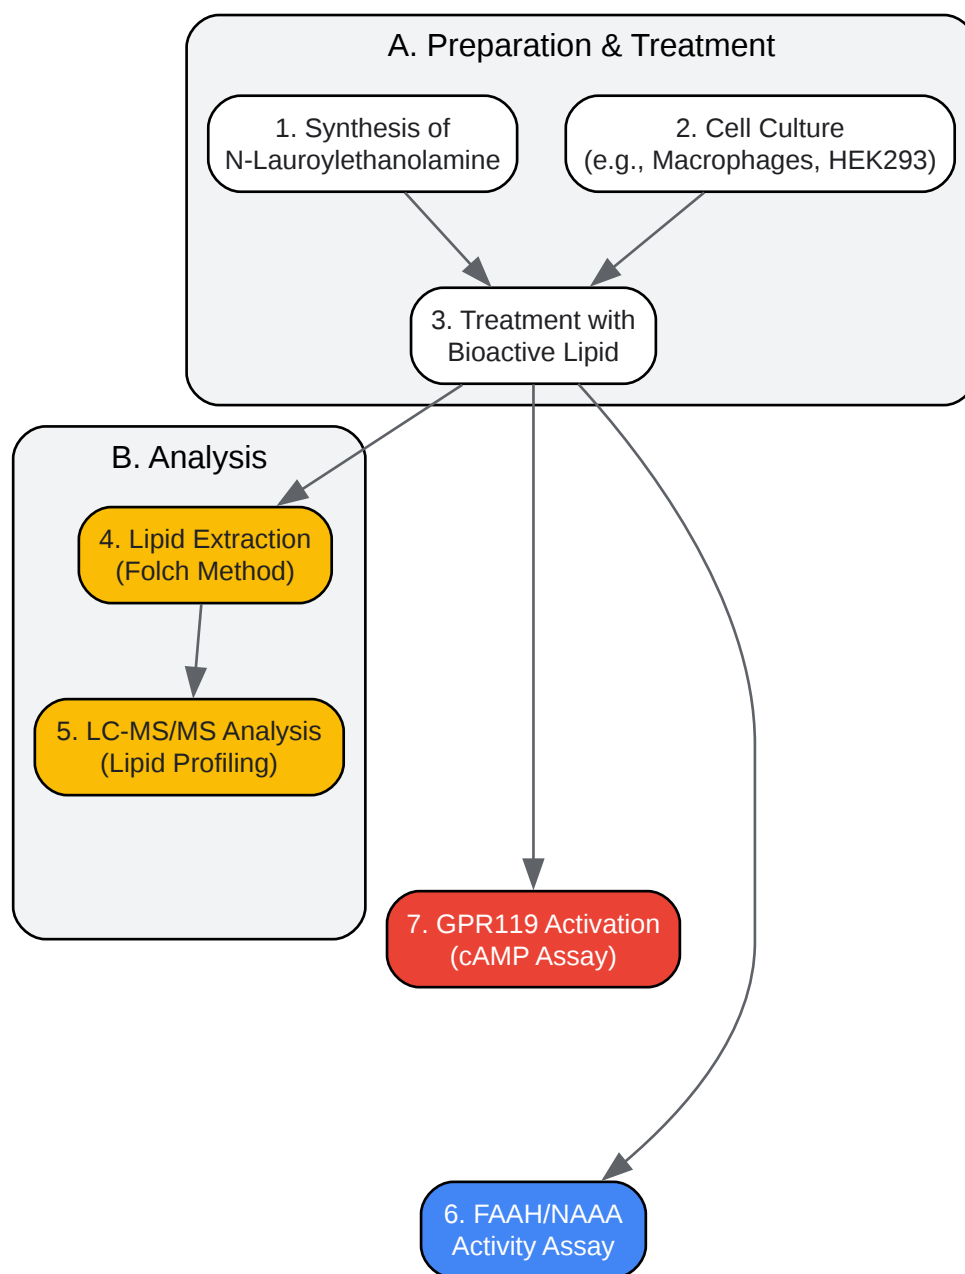 A. Preparation & Treatment
1. Synthesis of
N-Lauroylethanolamine
2. Cell Culture
(e.g., Macrophages, HEK293)
3. Treatment with
Bioactive Lipid
B. Analysis
4. Lipid Extraction
(Folch Method)
5. LC-MS/MS Analysis
(Lipid Profiling)
7. GPR119 Activation
(cAMP Assay)
6. FAAH/NAAA
Activity Assay